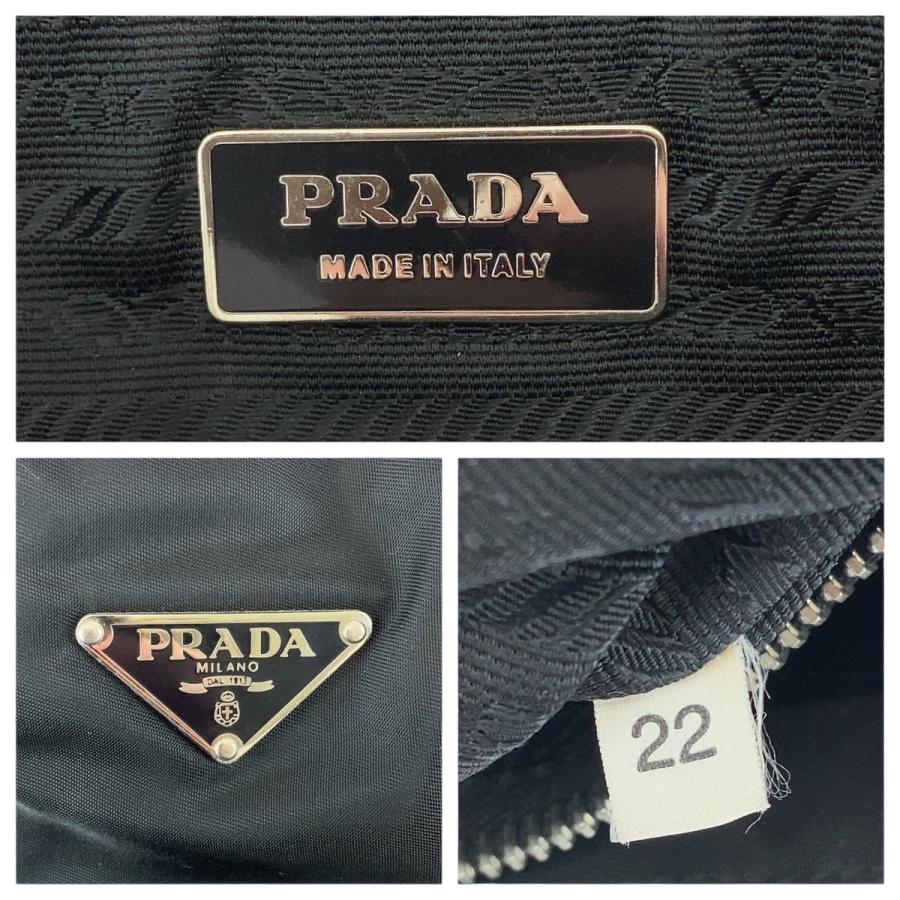 PRADA
MADE IN ITALY
PRADA
MILANO
DAL 1913
22